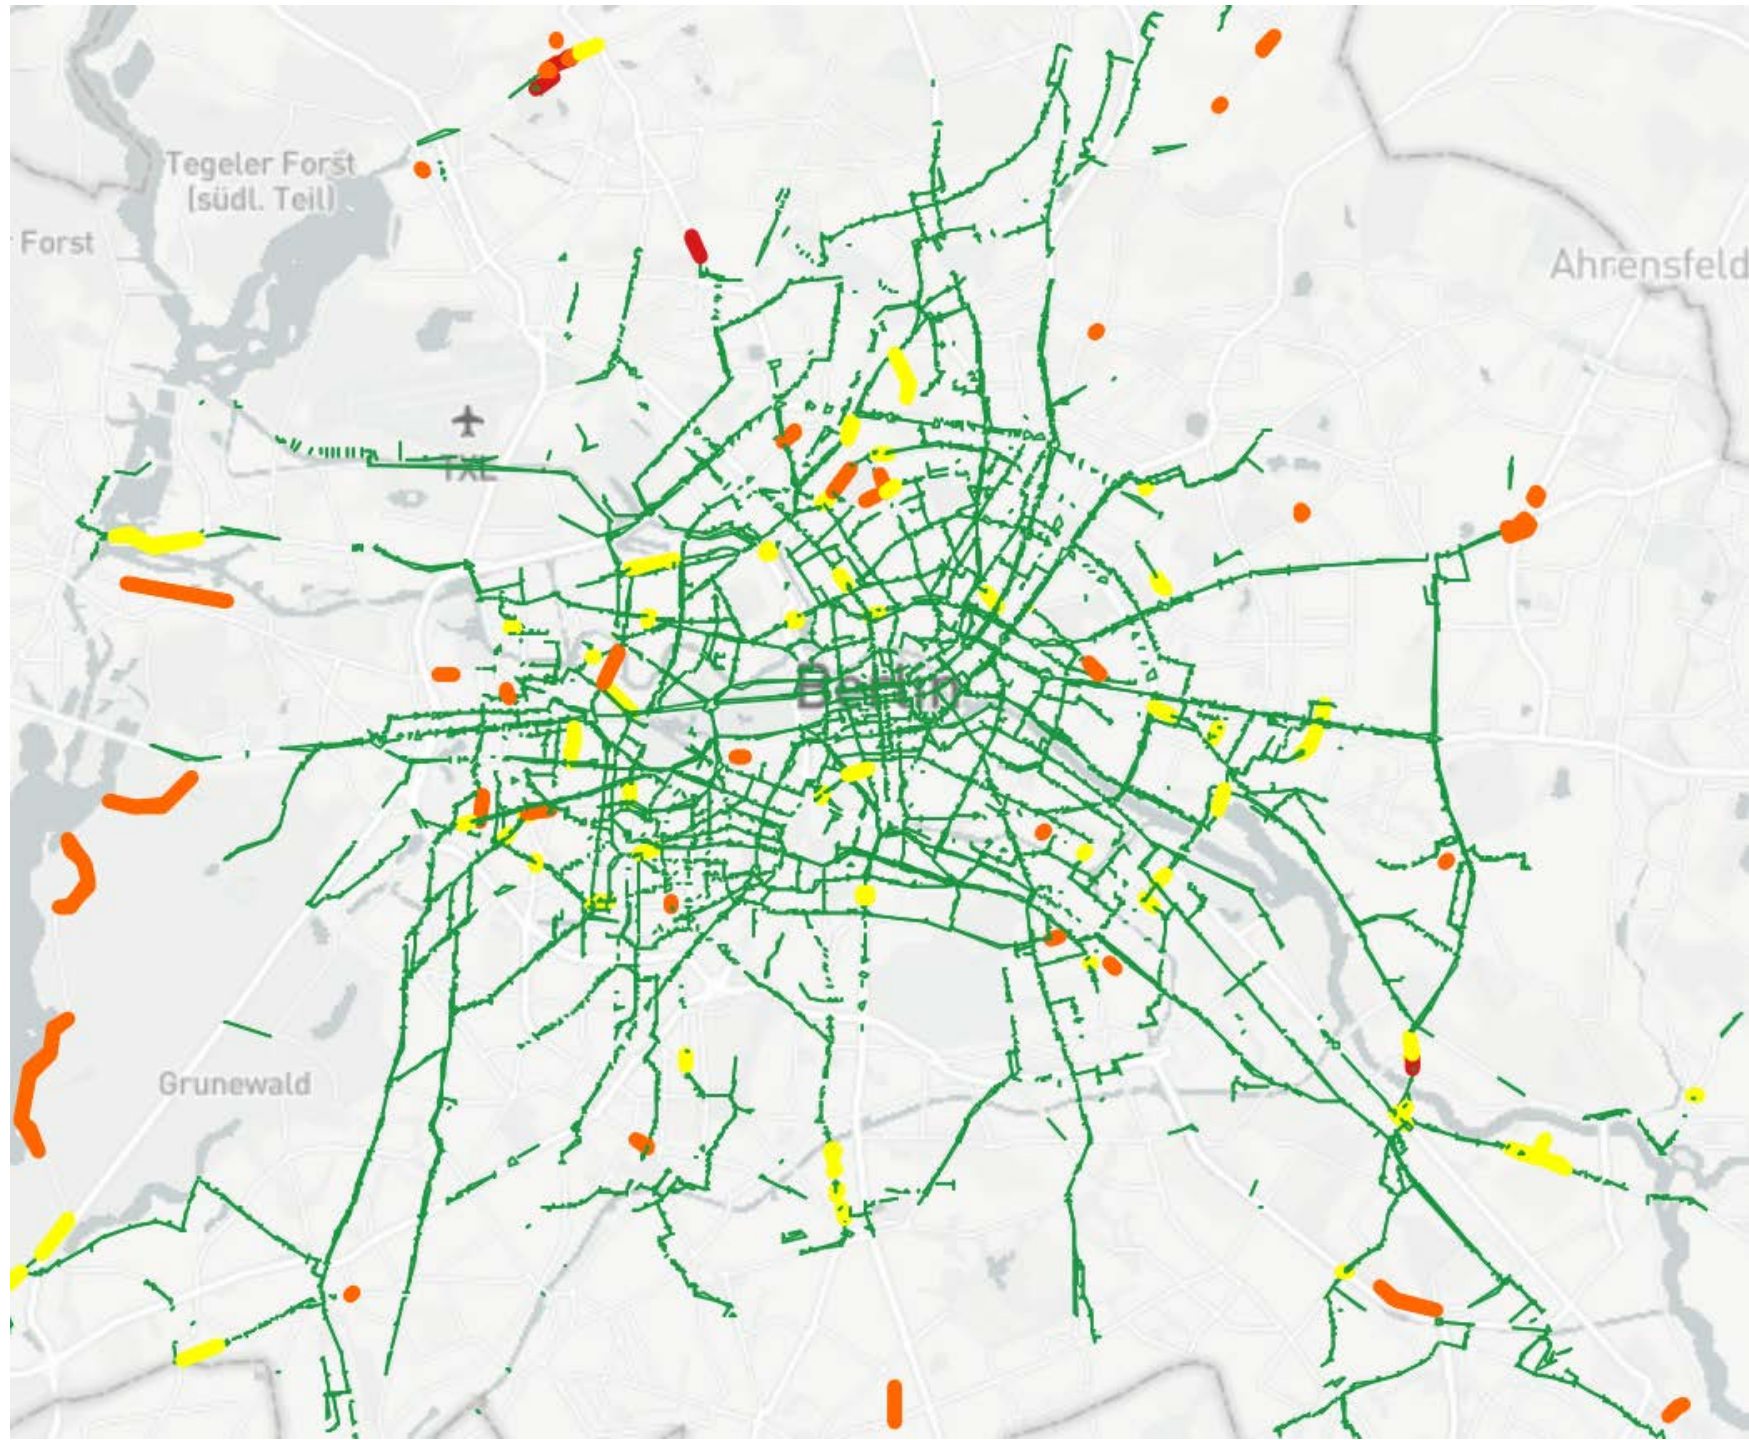 Tegeler Forst
(südl. Teil)
Forst
Ahrensfeld
TXL
Berlin
Grunewald